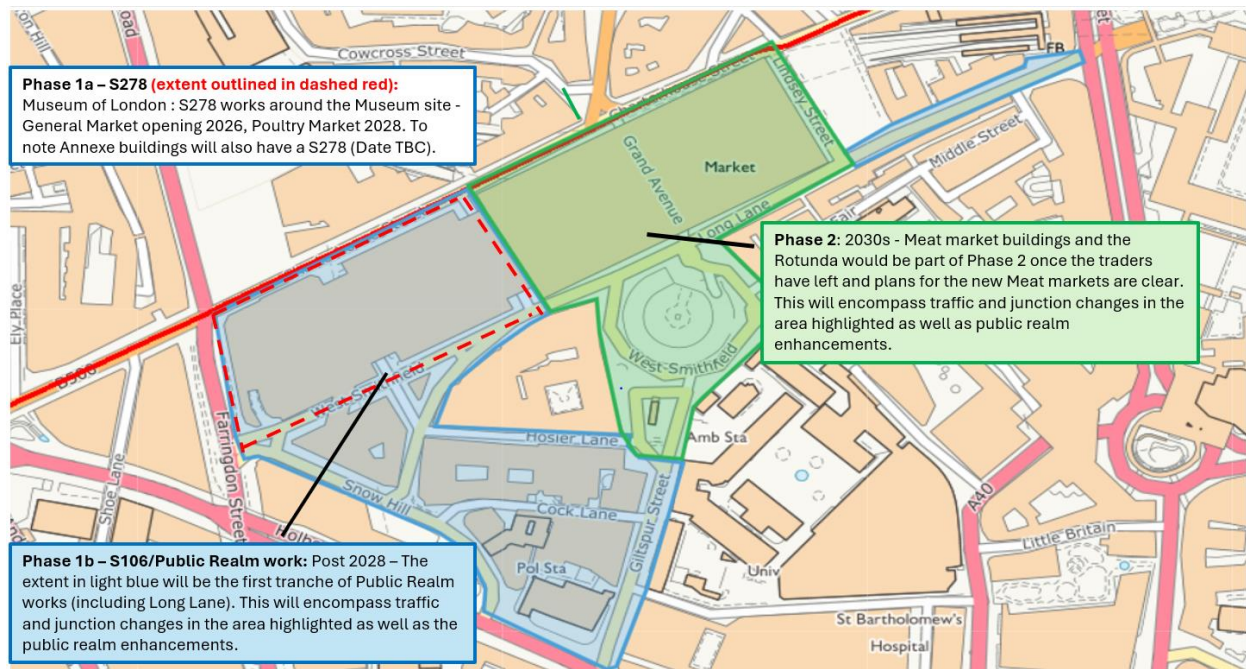 Cowcross Street
FB
Phase 1a – S278 (extent outlined in dashed red):
Museum of London : S278 works around the Museum site -
General Market opening 2026, Poultry Market 2028. To
note Annexe buildings will also have a S278 (Date TBC).
Lindsey Street
Grand Avenue
Market
Middle Street
Long Lane
Phase 2: 2030s - Meat market buildings and the
Rotunda would be part of Phase 2 once the traders
have left and plans for the new Meat markets are clear.
This will encompass traffic and junction changes in the
area highlighted as well as public realm
enhancements.
Ely Place
West Smithfield
West Smithfield
Farringdon Street
Shoe Lane
Hosier Lane
Amb Sta
Snow Hill
Cock Lane
Giltspur Street
A40
Little Britain
Pol Sta
Univ
St Bartholomew's
Hospital
Phase 1b – S106/Public Realm work: Post 2028 – The
extent in light blue will be the first tranche of Public Realm
works (including Long Lane). This will encompass traffic
and junction changes in the area highlighted as well as the
public realm enhancements.